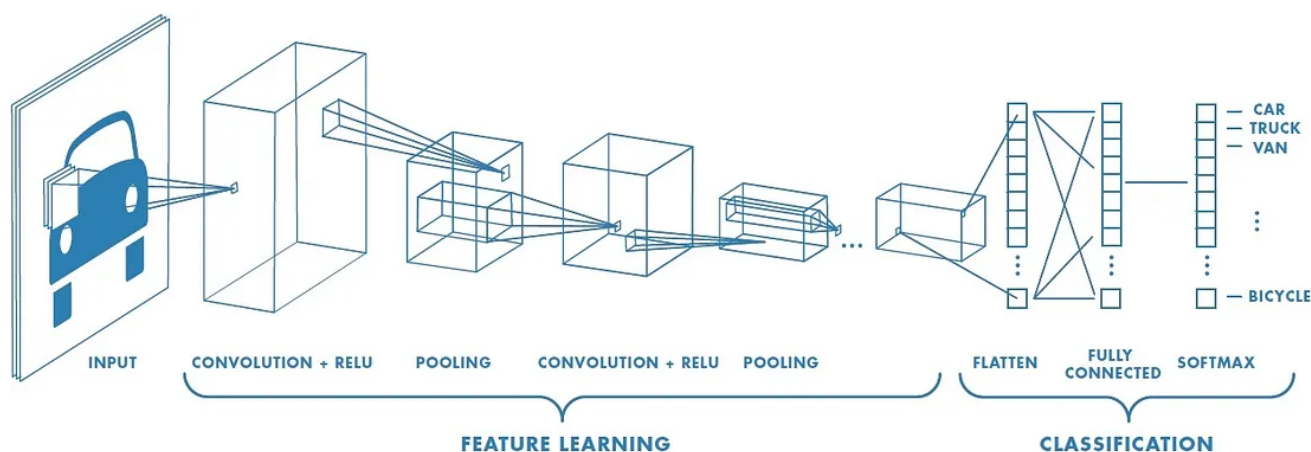 CAR
TRUCK
VAN
BICYCLE
INPUT
CONVOLUTION + RELU
POOLING
CONVOLUTION + RELU
POOLING
FLATTEN
FULLY
CONNECTED
SOFTMAX
FEATURE LEARNING
CLASSIFICATION